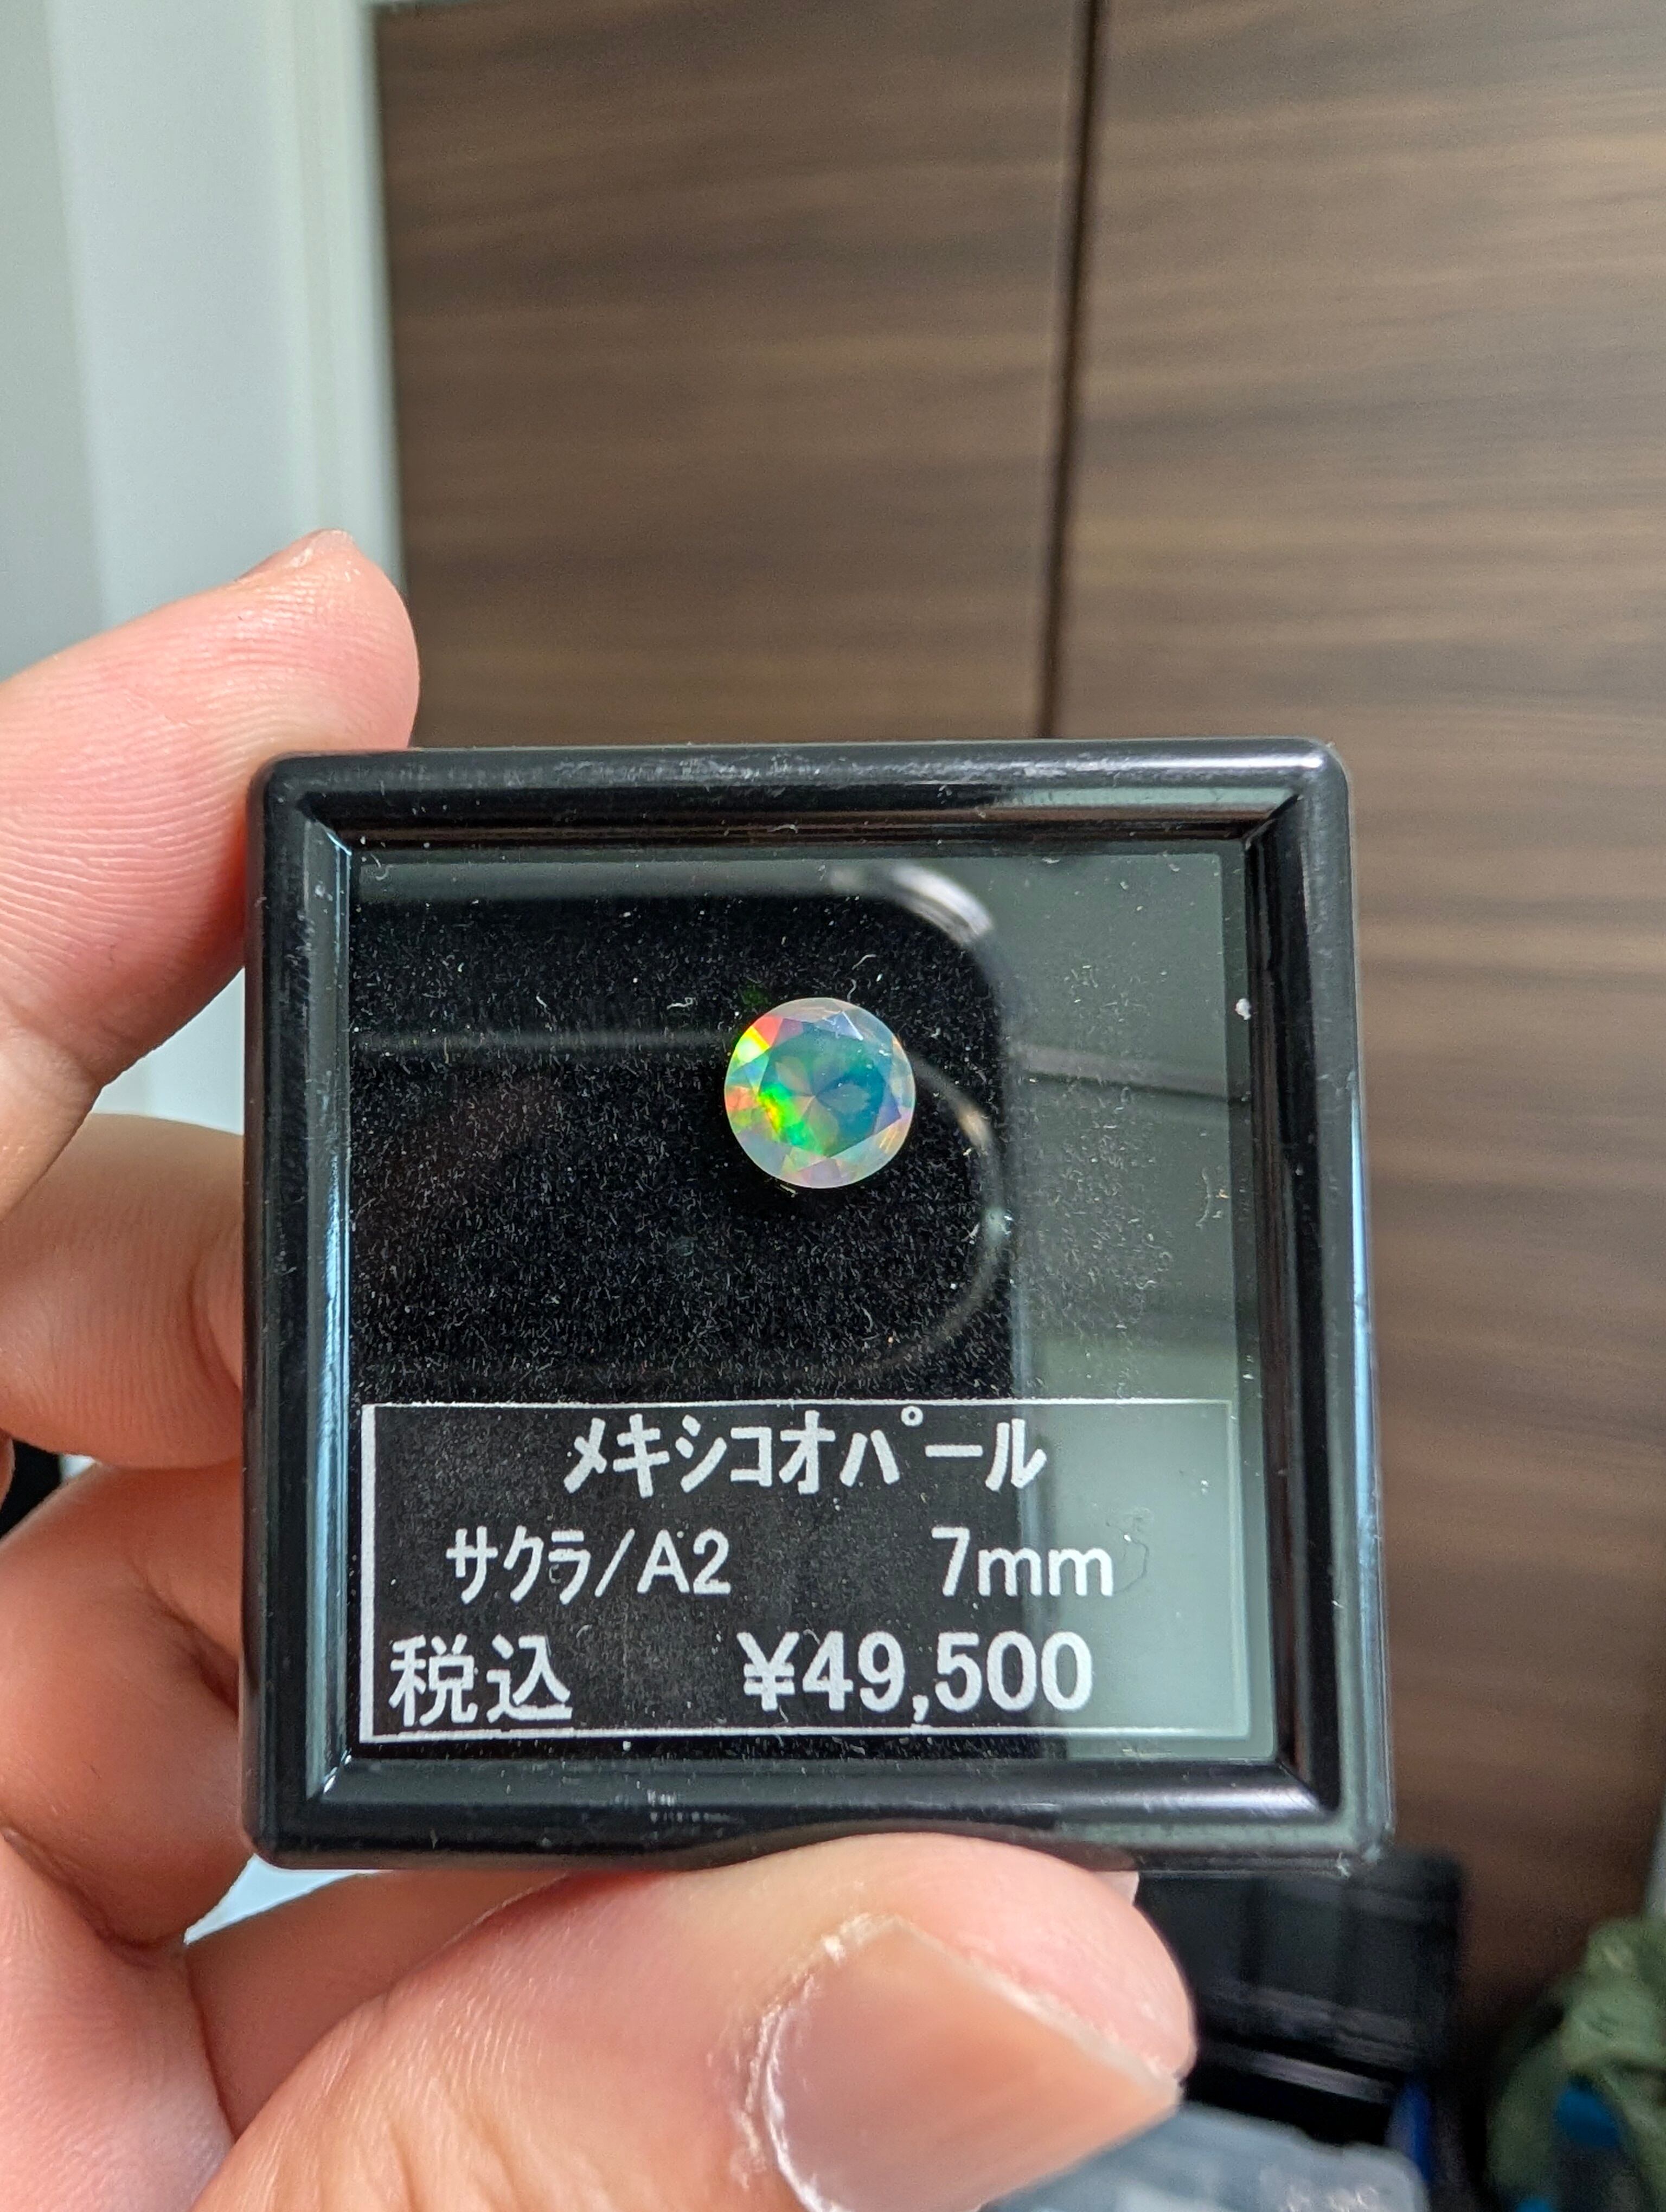 メキシコオパール
サクラ/A2 7mm
税込 ¥49,500